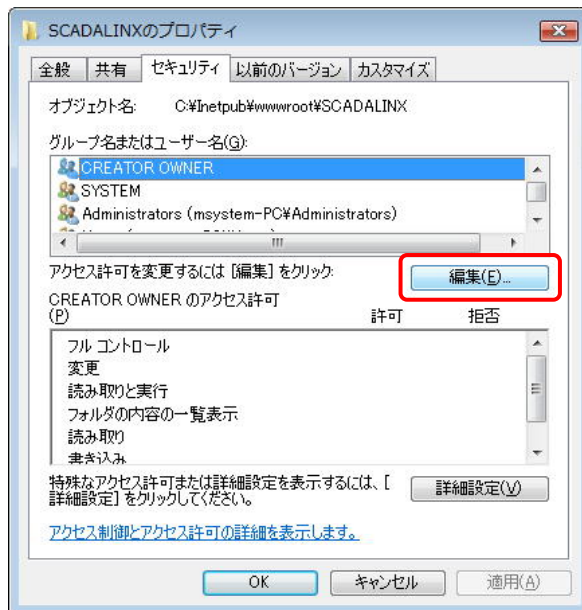 SCADALINXのプロパティ
全般 共有 セキュリティ 以前のバージョン カスタマイズ
オブジェクト名: C:¥Inetpub¥wwwroot¥SCADALINX
グループ名またはユーザー名(G):
CREATOR OWNER
SYSTEM
Administrators (msystem-PC¥Administrators)
アクセス許可を変更するには [編集] をクリック:
編集(E)...
CREATOR OWNER のアクセス許可
(P) 許可 拒否
フル コントロール
変更
読み取りと実行
フォルダの内容の一覧表示
読み取り
書き込み
特殊なアクセス許可または詳細設定を表示するには、[
詳細設定] をクリックしてください。
詳細設定(V)
アクセス制御とアクセス許可の詳細を表示します。
OK キャンセル 適用(A)